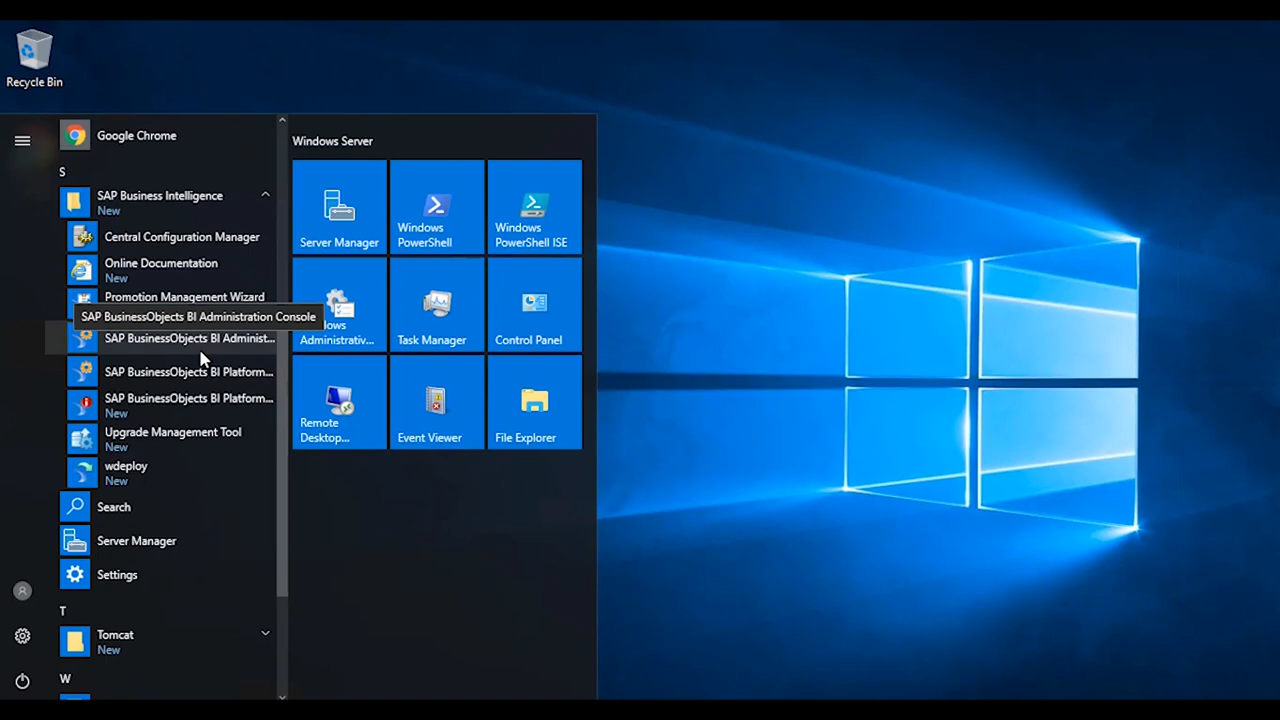 Recycle Bin
Google Chrome
S
SAP Business Intelligence
New
Central Configuration Manager
Online Documentation
New
Promotion Management Wizard
SAP BusinessObjects BI Administration Console
SAP BusinessObjects BI Administ...
SAP BusinessObjects BI Platform...
SAP BusinessObjects BI Platform...
New
Upgrade Management Tool
New
wdeploy
New
Search
Server Manager
Settings
T
Tomcat
New
W
Windows Server
Server Manager
Windows
PowerShell
Windows
PowerShell ISE
Administrativ...
Task Manager
Control Panel
Remote
Desktop...
Event Viewer
File Explorer